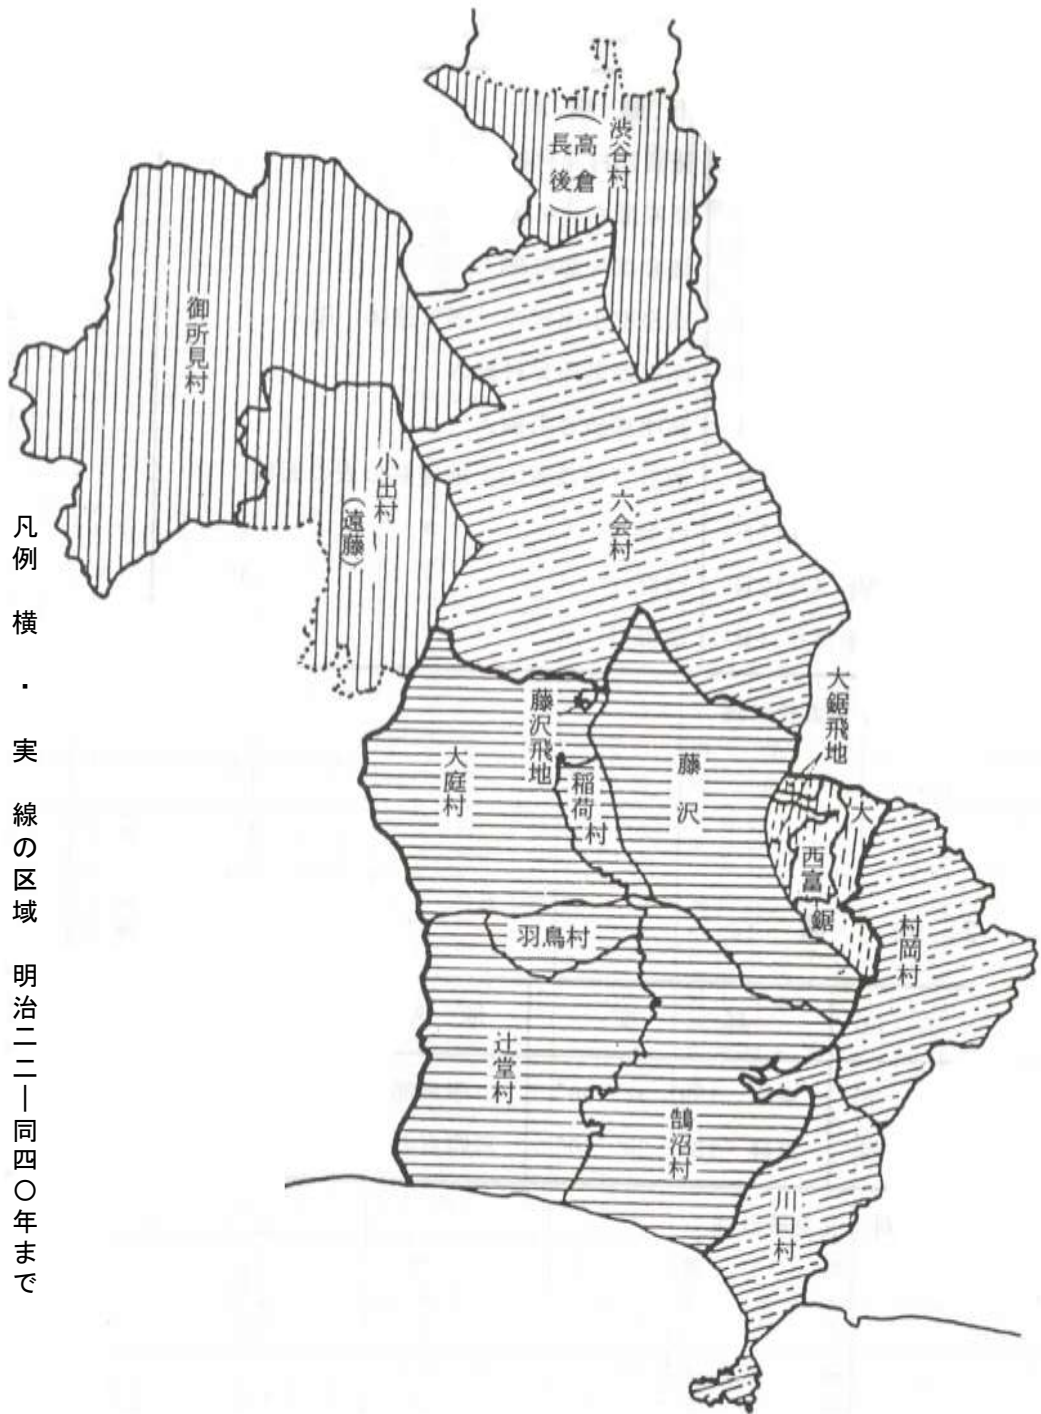 渋谷村
（高倉
長後）
御所見村
小出村
（遠藤）
六会村
大鋸飛地
藤沢飛地
藤沢
大庭村
稲荷村
大鋸
西富
村岡村
羽鳥村
辻堂村
鵠沼村
川口村
凡例 横・実線の区域 明治二二―同四〇年まで